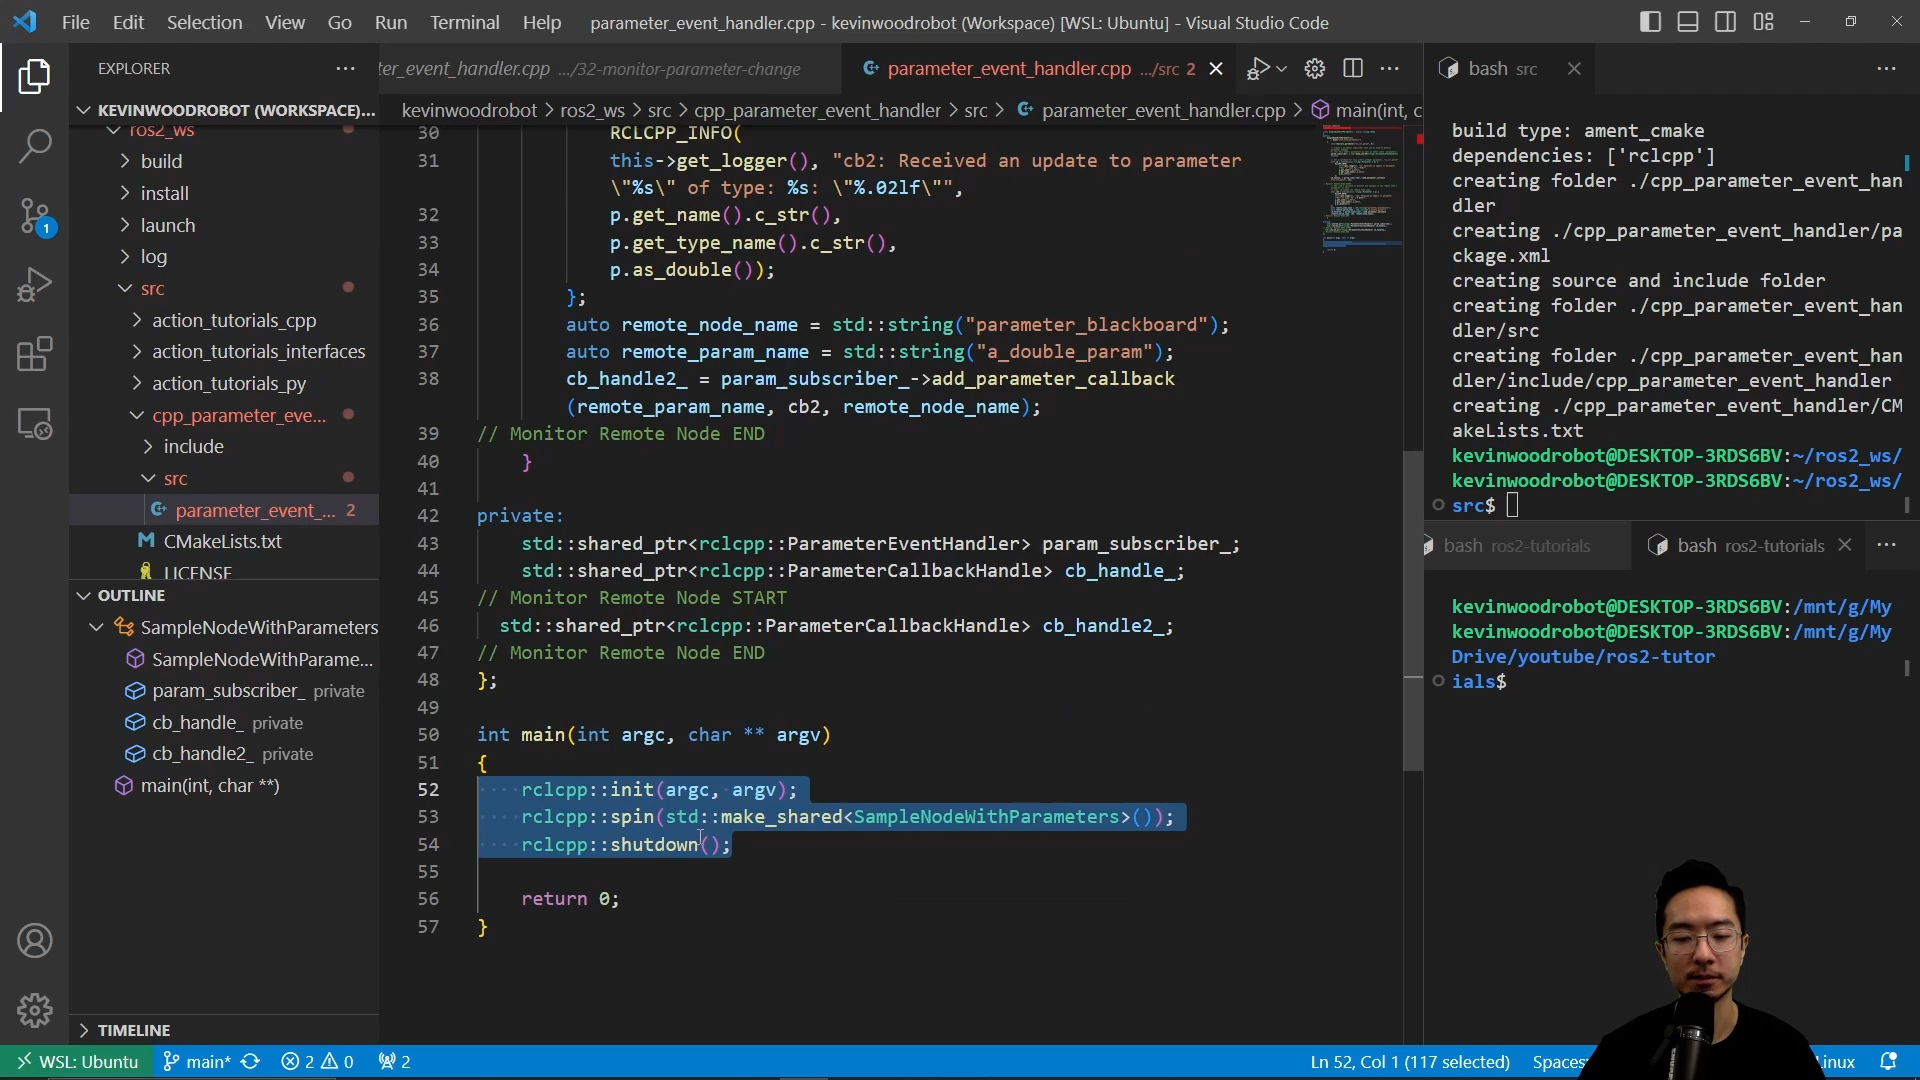 File Edit Selection View Go Run Terminal Help
parameter_event_handler.cpp - kevinwoodrobot (Workspace) [WSL: Ubuntu] - Visual Studio Code
EXPLORER
KEVINWOODROBOT (WORKSPACE)...
ros2_ws
build
install
launch
log
src
action_tutorials_cpp
action_tutorials_interfaces
action_tutorials_py
cpp_parameter_eve...
include
src
parameter_event_... 2
CMakeLists.txt
LICENSE
OUTLINE
SampleNodeWithParameters
SampleNodeWithParame...
param_subscriber_ private
cb_handle_ private
cb_handle2_ private
main(int, char **)
TIMELINE
ter_event_handler.cpp .../32-monitor-parameter-change
parameter_event_handler.cpp .../src 2
kevinwoodrobot > ros2_ws > src > cpp_parameter_event_handler > src > parameter_event_handler.cpp > main(int, c
30 RCLCPP_INFO(
31 this->get_logger(), "cb2: Received an update to parameter
\"%s\" of type: %s: \"%.02lf\"",
32 p.get_name().c_str(),
33 p.get_type_name().c_str(),
34 p.as_double());
35 };
36 auto remote_node_name = std::string("parameter_blackboard");
37 auto remote_param_name = std::string("a_double_param");
38 cb_handle2_ = param_subscriber_->add_parameter_callback
(remote_param_name, cb2, remote_node_name);
39 // Monitor Remote Node END
40 }
41
42 private:
43 std::shared_ptr<rclcpp::ParameterEventHandler> param_subscriber_;
44 std::shared_ptr<rclcpp::ParameterCallbackHandle> cb_handle_;
45 // Monitor Remote Node START
46 std::shared_ptr<rclcpp::ParameterCallbackHandle> cb_handle2_;
47 // Monitor Remote Node END
48 };
49
50 int main(int argc, char ** argv)
51 {
52 rclcpp::init(argc, argv);
53 rclcpp::spin(std::make_shared<SampleNodeWithParameters>());
54 rclcpp::shutdown();
55
56 return 0;
57 }
bash src
build type: ament_cmake
dependencies: ['rclcpp']
creating folder ./cpp_parameter_event_han
dler
creating ./cpp_parameter_event_handler/pa
ckage.xml
creating source and include folder
creating folder ./cpp_parameter_event_han
dler/src
creating folder ./cpp_parameter_event_han
dler/include/cpp_parameter_event_handler
creating ./cpp_parameter_event_handler/CM
akeLists.txt
kevinwoodrobot@DESKTOP-3RDS6BV:~/ros2_ws/
kevinwoodrobot@DESKTOP-3RDS6BV:~/ros2_ws/
src$
bash ros2-tutorials
bash ros2-tutorials
kevinwoodrobot@DESKTOP-3RDS6BV:/mnt/g/My
kevinwoodrobot@DESKTOP-3RDS6BV:/mnt/g/My
Drive/youtube/ros2-tutor
ials$
1
WSL: Ubuntu main* 2 0 2
Ln 52, Col 1 (117 selected) Spaces: inux